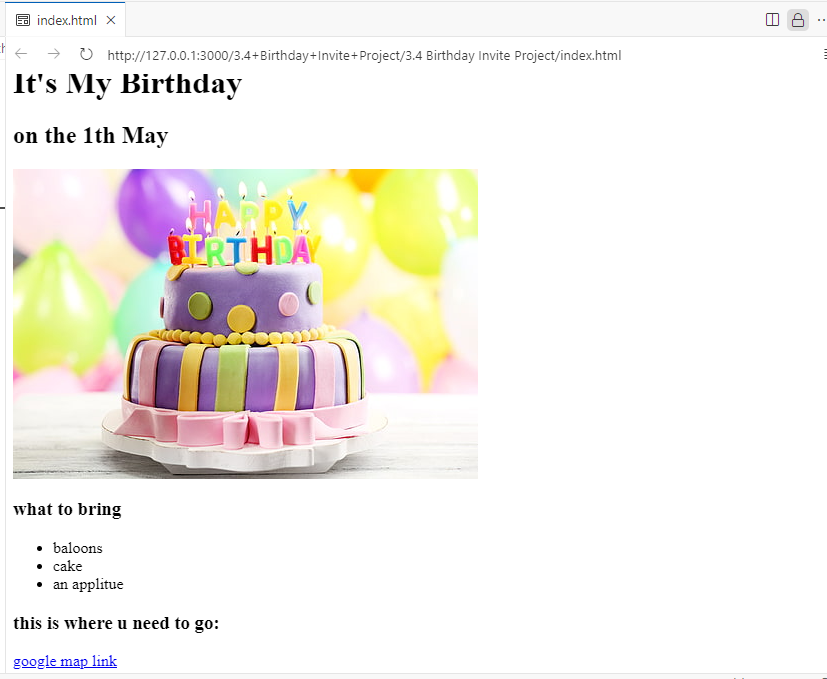 index.html
http://127.0.0.1:3000/3.4+Birthday+Invite+Project/3.4 Birthday Invite Project/index.html
It's My Birthday
on the 1th May
HAPPY
BIRTHDAY
what to bring
baloons
cake
an applitue
this is where u need to go:
google map link